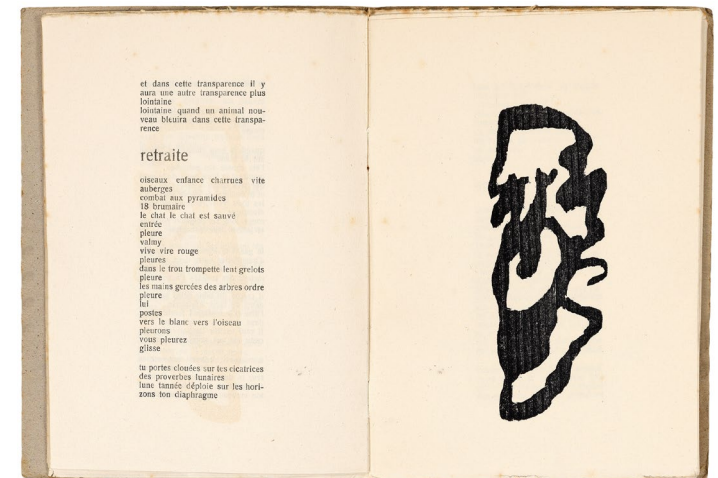 et dans cette transparence il y
aura une autre transparence plus
lointaine
lointaine quand un animal nou-
veau bleuira dans cette transpa-
rence
retraite
oiseaux enfance charrues vite
auberges
combat aux pyramides
18 brumaire
le chat le chat est sauvé
entrée
pleure
valmy
vive vire rouge
pleures
dans le trou trompette lent grelots
pleure
les mains gercées des arbres ordre
pleure
lui
postes
vers le blanc vers l'oiseau
pleurons
vous pleurez
glisse
tu portes clouées sur tes cicatrices
des proverbes lunaires
lune tannée déploie sur les hori-
zons ton diaphragme